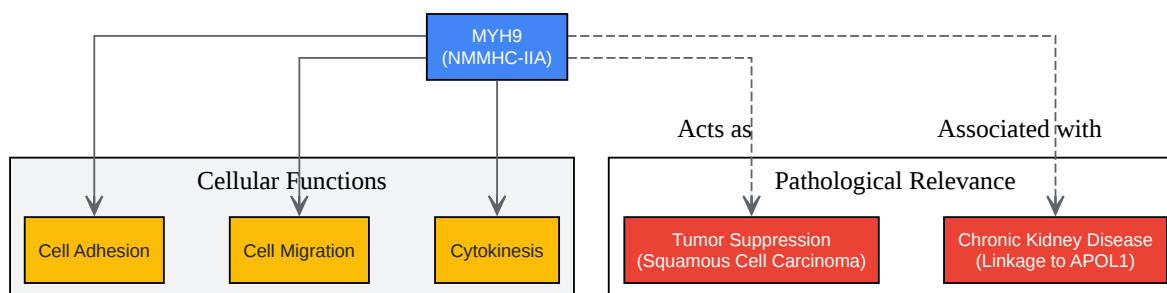 MYH9
(NMMHC-IIA)
Acts as
Associated with
Cellular Functions
Pathological Relevance
Cell Adhesion
Cell Migration
Cytokinesis
Tumor Suppression
(Squamous Cell Carcinoma)
Chronic Kidney Disease
(Linkage to APOL1)